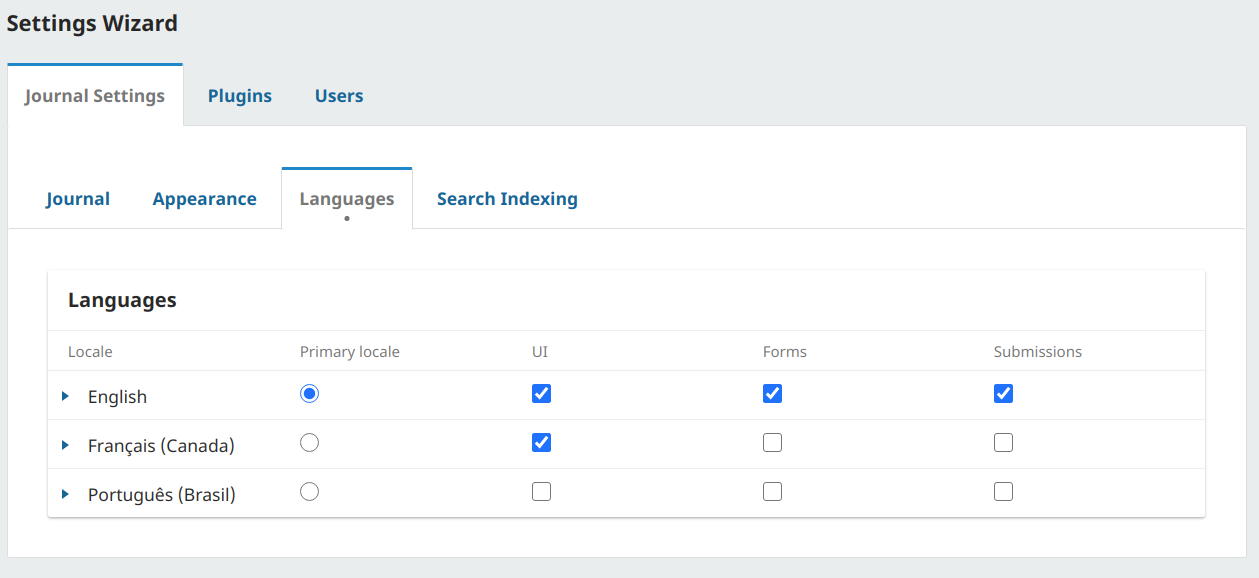 Settings Wizard
Journal Settings Plugins Users
Journal Appearance Languages Search Indexing
Languages
Locale Primary locale UI Forms Submissions
English
Français (Canada)
Português (Brasil)